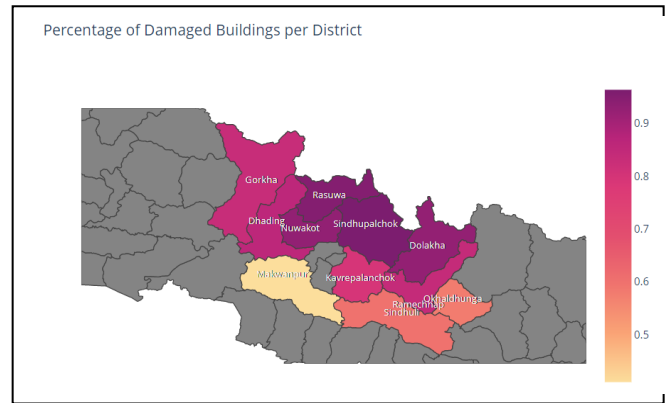 Percentage of Damaged Buildings per District
Gorkha
Rasuwa
Dhading
Nuwakot
Sindhupalchok
Dolakha
Makwanpur
Kavrepalanchok
Okhaldhunga
Ramechhap
Sindhuli
0.9
0.8
0.7
0.6
0.5